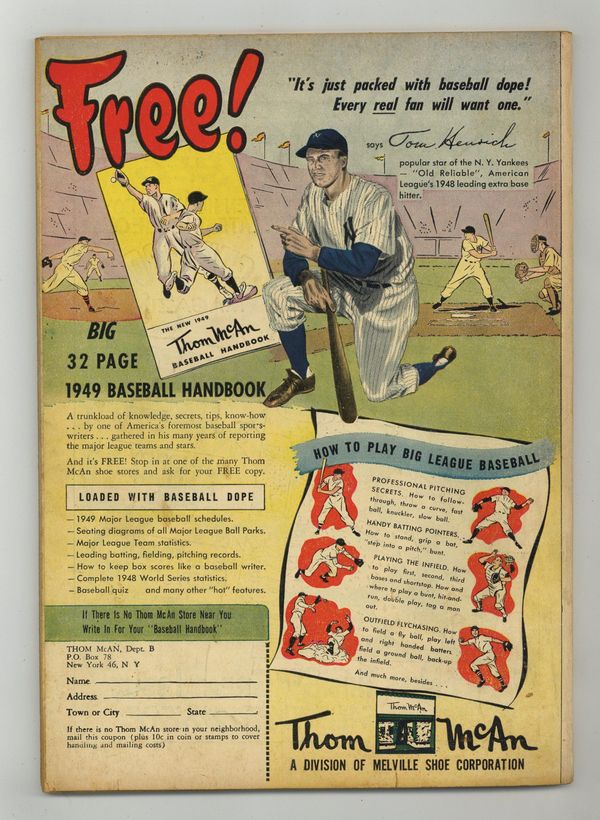 Free!
"It's just packed with baseball dope!
Every real fan will want one."
says Tom Henrich
popular star of the N. Y. Yankees
— "Old Reliable", American
League's 1948 leading extra base
hitter.
THE NEW 1949
Thom McAn
BASEBALL HANDBOOK
BIG
32 PAGE
1949 BASEBALL HANDBOOK
A trunkload of knowledge, secrets, tips, know-how
. . . by one of America's foremost baseball sports-
writers . . . gathered in his many years of reporting
the major league teams and stars.
And it's FREE! Stop in at one of the many Thom
McAn shoe stores and ask for your FREE copy.
LOADED WITH BASEBALL DOPE
— 1949 Major League baseball schedules.
— Seating diagrams of all Major League Ball Parks.
— Major League Team statistics.
— Leading batting, fielding, pitching records.
— How to keep box scores like a baseball writer.
— Complete 1948 World Series statistics.
— Baseball quiz and many other "hot" features.
If There Is No Thom McAn Store Near You
Write In For Your "Baseball Handbook"
THOM McAN, Dept. B
P.O. Box 78
New York 46, N Y
Name
Address
Town or City State
If there is no Thom McAn store in your neighborhood,
mail this coupon (plus 10c in coin or stamps to cover
handling and mailing costs)
HOW TO PLAY BIG LEAGUE BASEBALL
PROFESSIONAL PITCHING
SECRETS. How to follow-
through, throw a curve, fast
ball, knuckler, slow ball.
HANDY BATTING POINTERS.
How to stand, grip a bat,
"step into a pitch," bunt.
PLAYING THE INFIELD. How
to play first, second, third
bases and shortstop. How and
where to play a bunt, hit-and-
run, double play, tag a man
out.
OUTFIELD FLYCHASING. How
to field a fly ball, play left
and right handed batters
field a ground ball, back-up
the infield.
And much more, besides . . .
Thom McAn
Thom McAn
A DIVISION OF MELVILLE SHOE CORPORATION